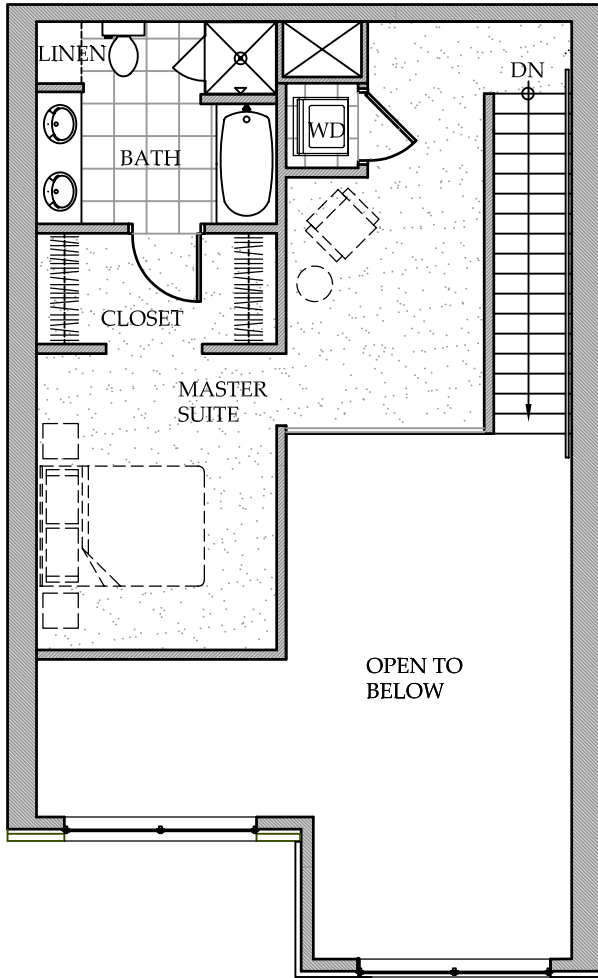 LINEN
DN
WD
BATH
CLOSET
MASTER
SUITE
OPEN TO
BELOW